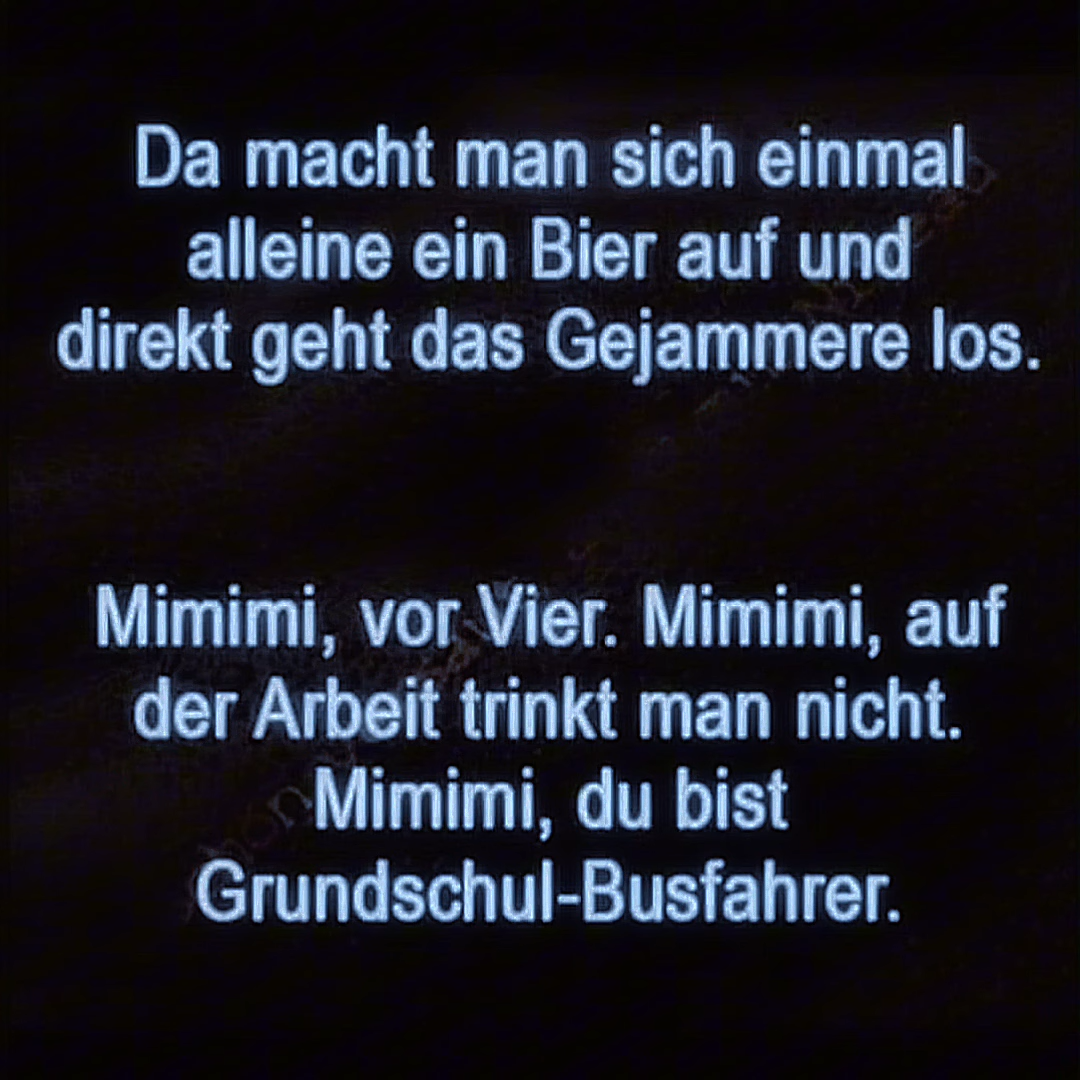 Da macht man sich einmal
alleine ein Bier auf und
direkt geht das Gejammere los.
Mimimi, vor Vier. Mimimi, auf
der Arbeit trinkt man nicht.
Mimimi, du bist
Grundschul-Busfahrer.